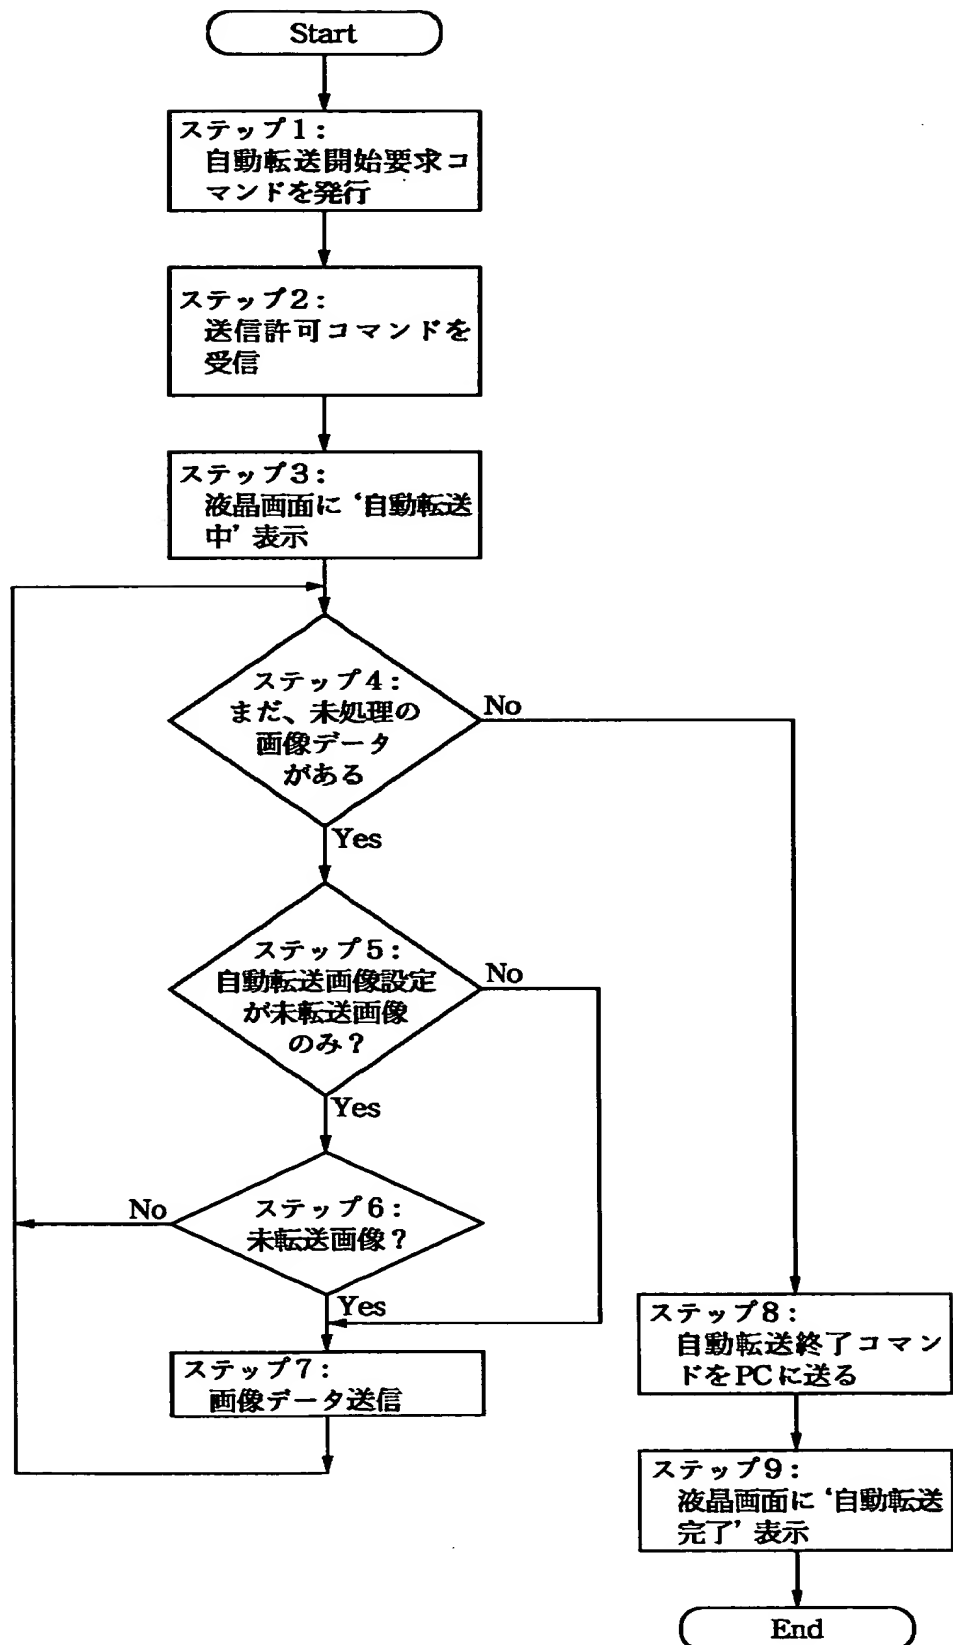 Start
ステップ1:
自動転送開始要求コ
マンドを発行
ステップ2:
送信許可コマンドを
受信
ステップ3:
液晶画面に‘自動転送
中’表示
ステップ4:
まだ、未処理の
画像データ
がある
No
Yes
ステップ5:
自動転送画像設定
が未転送画像
のみ？
No
Yes
ステップ6:
未転送画像？
No
Yes
ステップ7:
画像データ送信
ステップ8:
自動転送終了コマン
ドをPCに送る
ステップ9:
液晶画面に‘自動転送
完了’表示
End